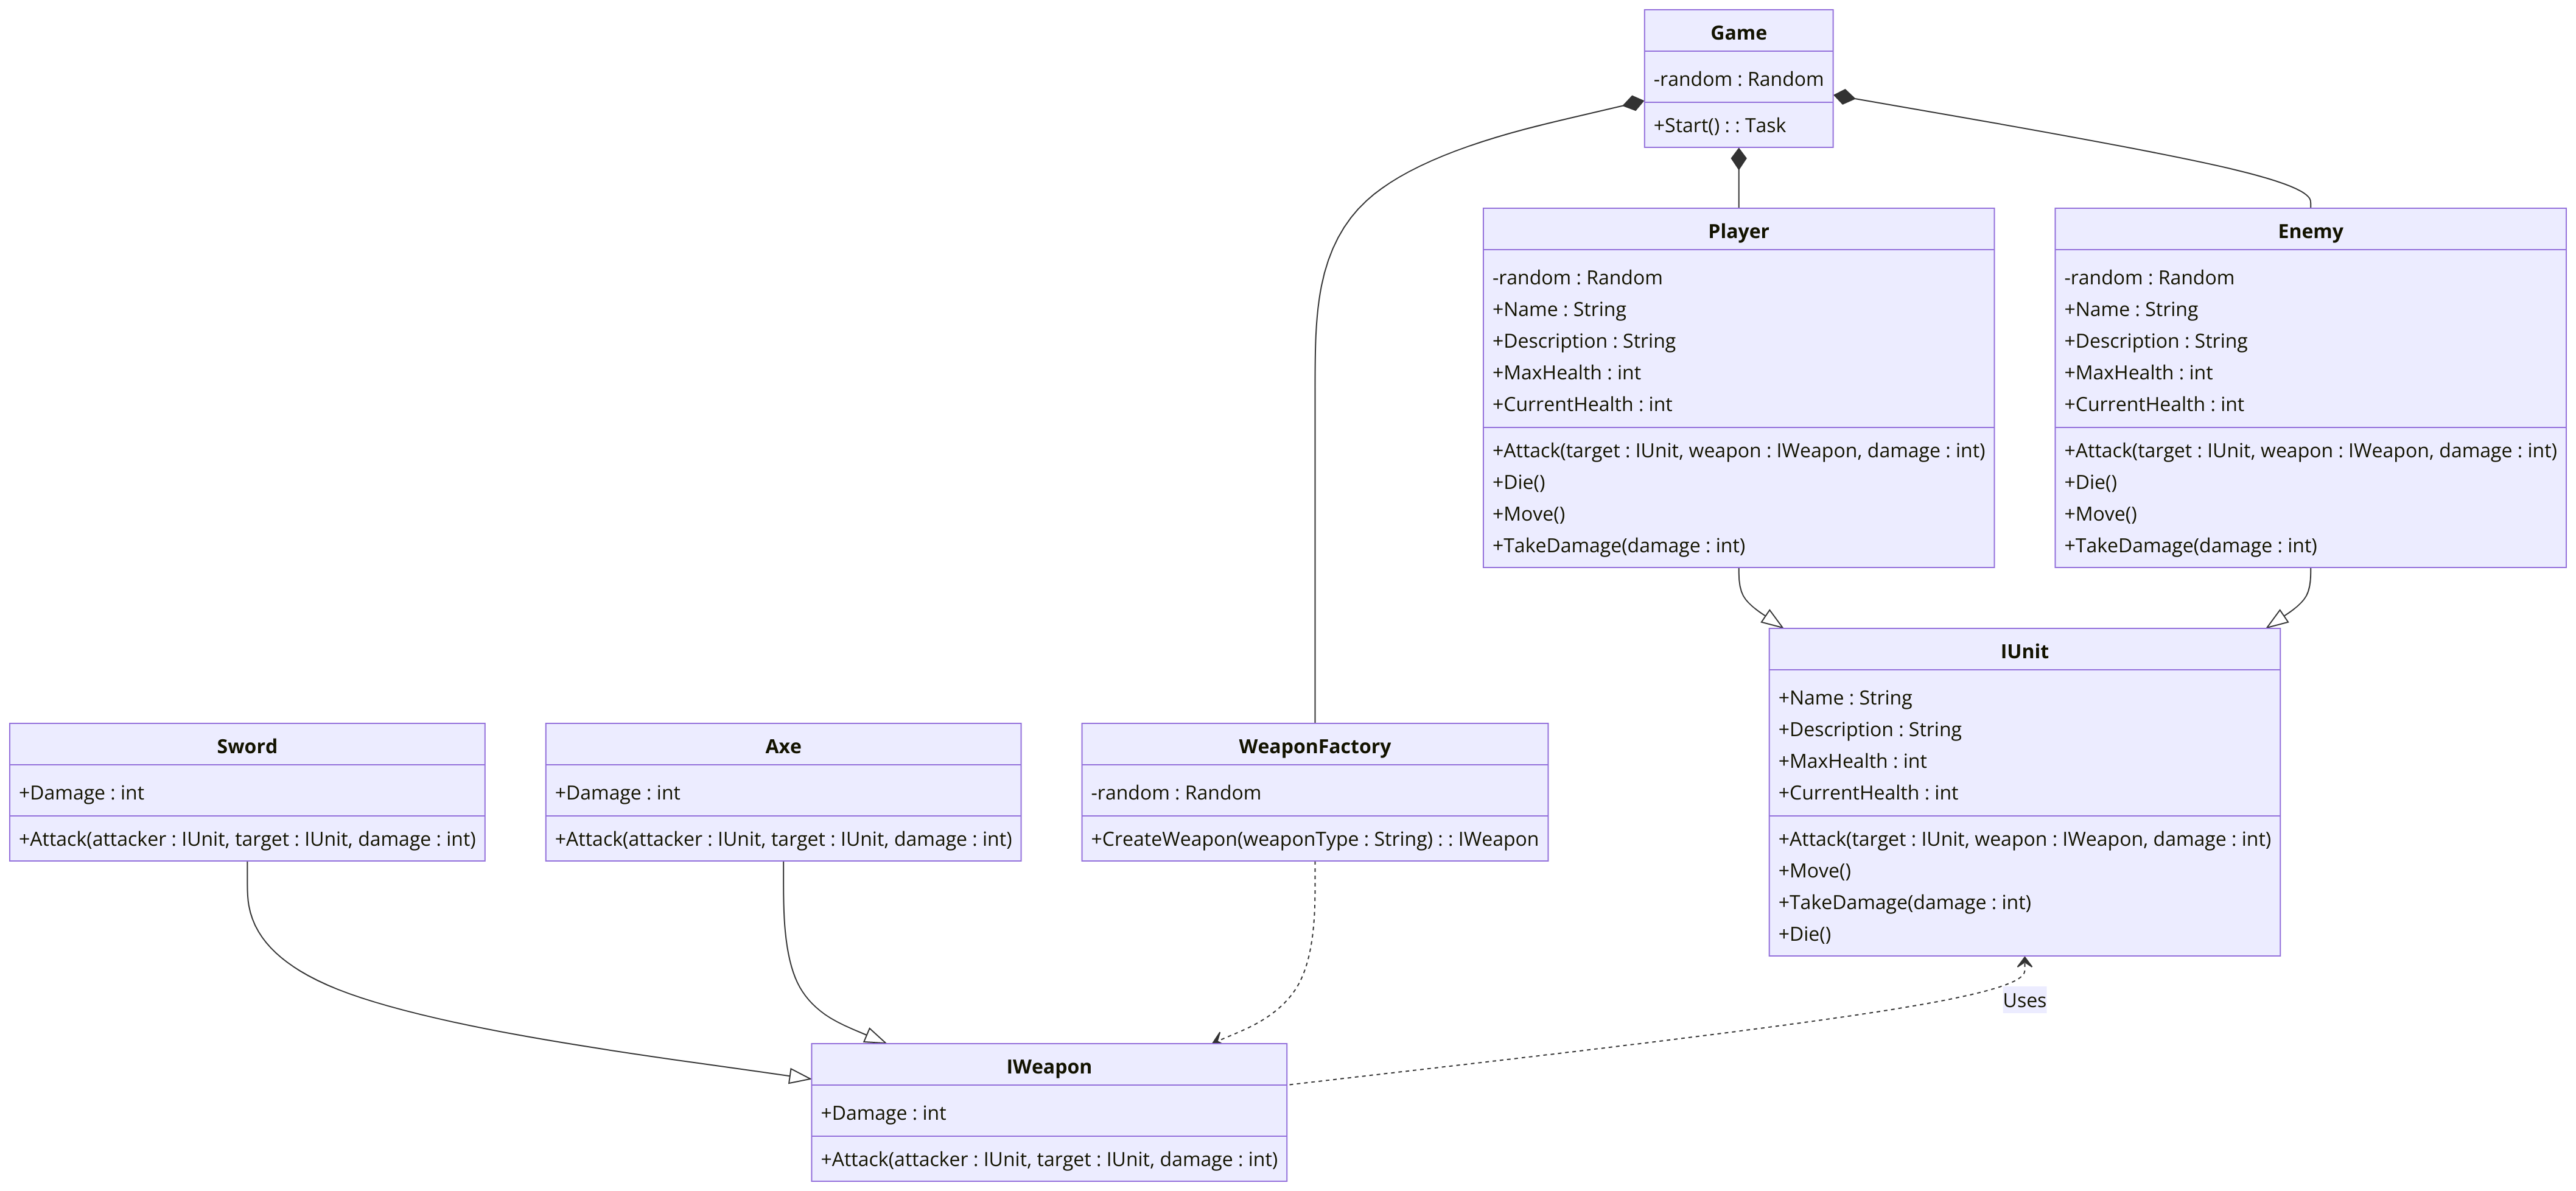 Game
-random : Random
+Start() : : Task
Player
-random : Random
+Name : String
+Description : String
+MaxHealth : int
+CurrentHealth : int
+Attack(target : IUnit, weapon : IWeapon, damage : int)
+Die()
+Move()
+TakeDamage(damage : int)
Enemy
-random : Random
+Name : String
+Description : String
+MaxHealth : int
+CurrentHealth : int
+Attack(target : IUnit, weapon : IWeapon, damage : int)
+Die()
+Move()
+TakeDamage(damage : int)
IUnit
+Name : String
+Description : String
+MaxHealth : int
+CurrentHealth : int
+Attack(target : IUnit, weapon : IWeapon, damage : int)
+Move()
+TakeDamage(damage : int)
+Die()
Sword
+Damage : int
+Attack(attacker : IUnit, target : IUnit, damage : int)
Axe
+Damage : int
+Attack(attacker : IUnit, target : IUnit, damage : int)
WeaponFactory
-random : Random
+CreateWeapon(weaponType : String) : : IWeapon
Uses
IWeapon
+Damage : int
+Attack(attacker : IUnit, target : IUnit, damage : int)